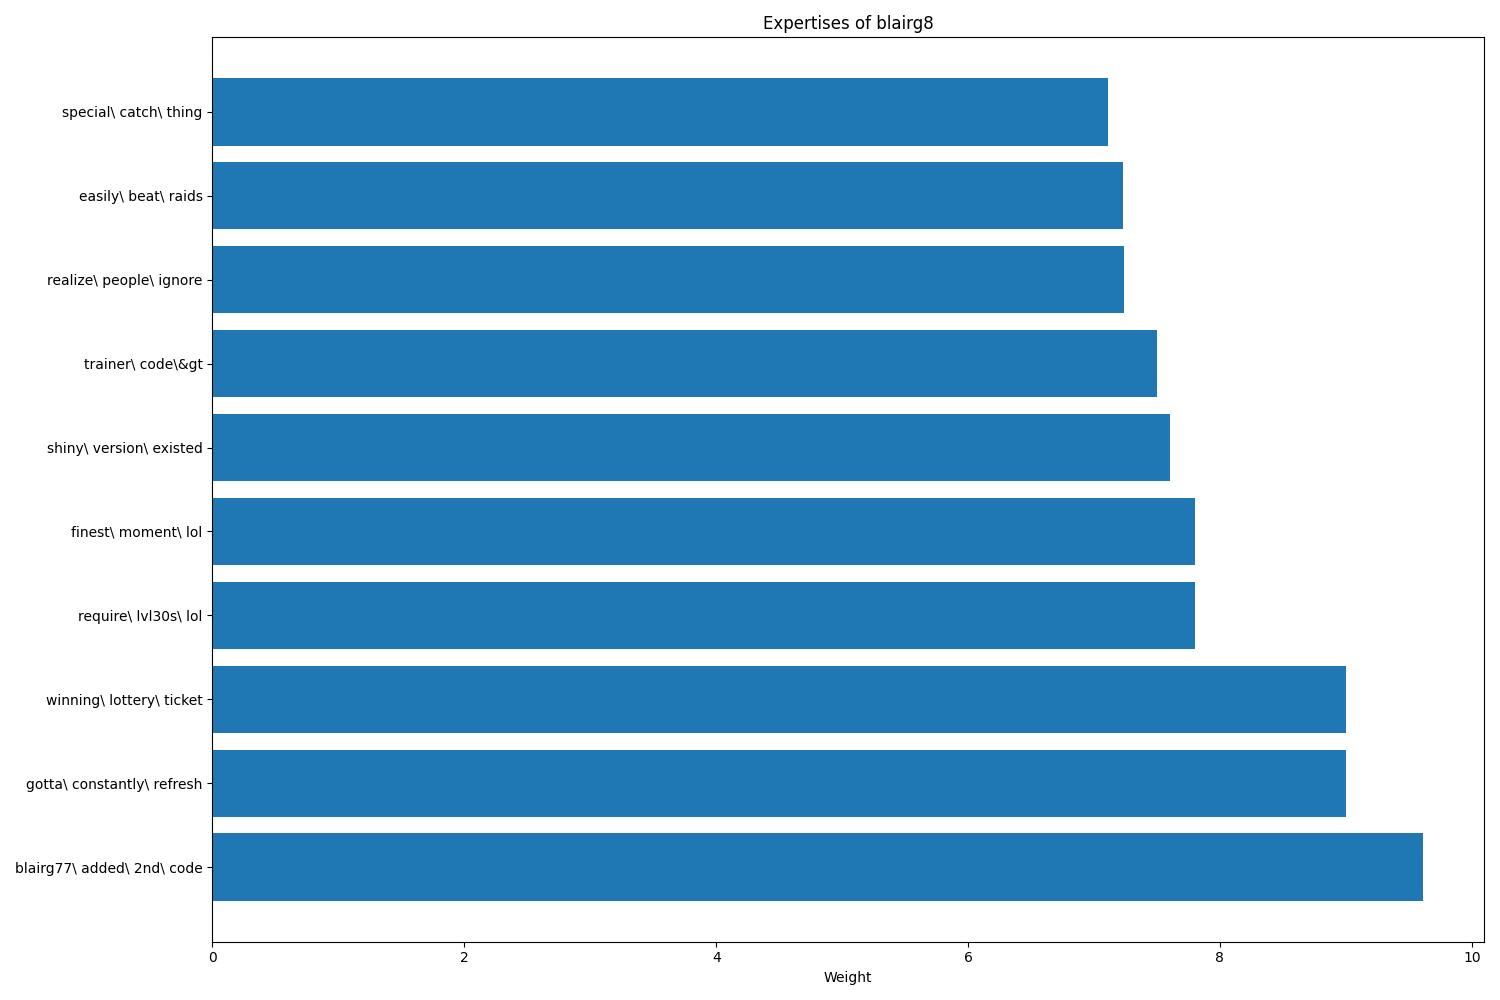 Expertises of blairg8
special\ catch\ thing
easily\ beat\ raids
realize\ people\ ignore
trainer\ code\&gt
shiny\ version\ existed
finest\ moment\ lol
require\ lvl30s\ lol
winning\ lottery\ ticket
gotta\ constantly\ refresh
blairg77\ added\ 2nd\ code
0 2 4 6 8 10
Weight